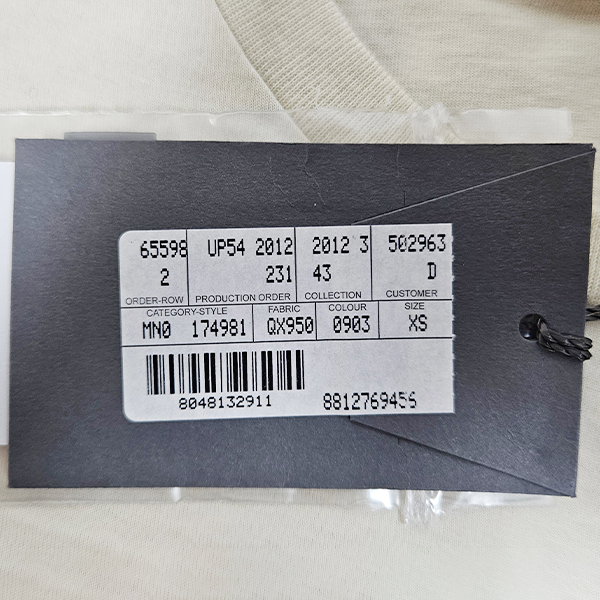 65598 UP54 2012 2012 3 502963
2 231 43 D
ORDER-ROW PRODUCTION ORDER COLLECTION CUSTOMER
CATEGORY-STYLE FABRIC COLOUR SIZE
MN0 174981 QX950 0903 XS
8048132911 8812769456